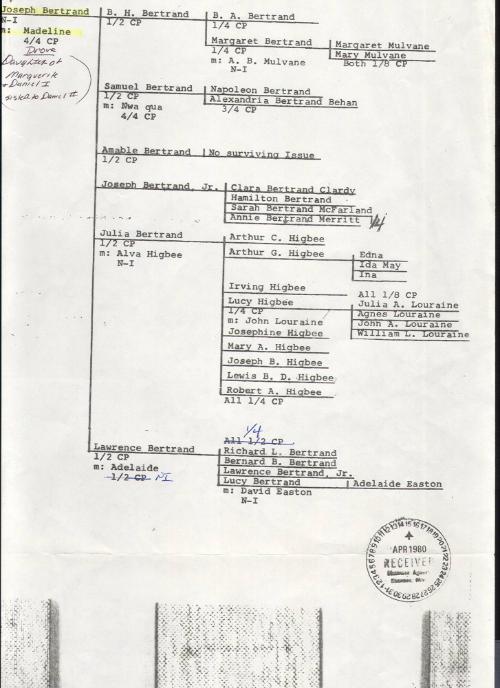 Joseph Bertrand
N-I
m: Madeline
4/4 CP
Daughter of
Marguerite
+ Daniel I
sister to Daniel II
B. H. Bertrand
1/2 CP
B. A. Bertrand
1/4 CP
Margaret Bertrand
1/4 CP
m: A. B. Mulvane
N-I
Margaret Mulvane
Mary Mulvane
Both 1/8 CP
Samuel Bertrand
1/2 CP
m: Nwa qua
4/4 CP
Napoleon Bertrand
Alexandria Bertrand Behan
3/4 CP
Amable Bertrand
1/2 CP
No surviving Issue
Joseph Bertrand, Jr.
Clara Bertrand Clardy
Hamilton Bertrand
Sarah Bertrand McFarland
Annie Bertrand Merritt
1/4
Julia Bertrand
1/2 CP
m: Alva Higbee
N-I
Arthur C. Higbee
Arthur G. Higbee
Edna
Ida May
Ina
All 1/8 CP
Irving Higbee
Lucy Higbee
1/4 CP
m: John Louraine
Julia A. Louraine
Agnes Louraine
John A. Louraine
William L. Louraine
Josephine Higbee
Mary A. Higbee
Joseph B. Higbee
Lewis B. D. Higbee
Robert A. Higbee
All 1/4 CP
Lawrence Bertrand
1/2 CP
m: Adelaide
1/2 CP NI
1/4
All 1/2 CP
Richard L. Bertrand
Bernard B. Bertrand
Lawrence Bertrand, Jr.
Lucy Bertrand
m: David Easton
N-I
Adelaide Easton
APR 1980
RECEIVED